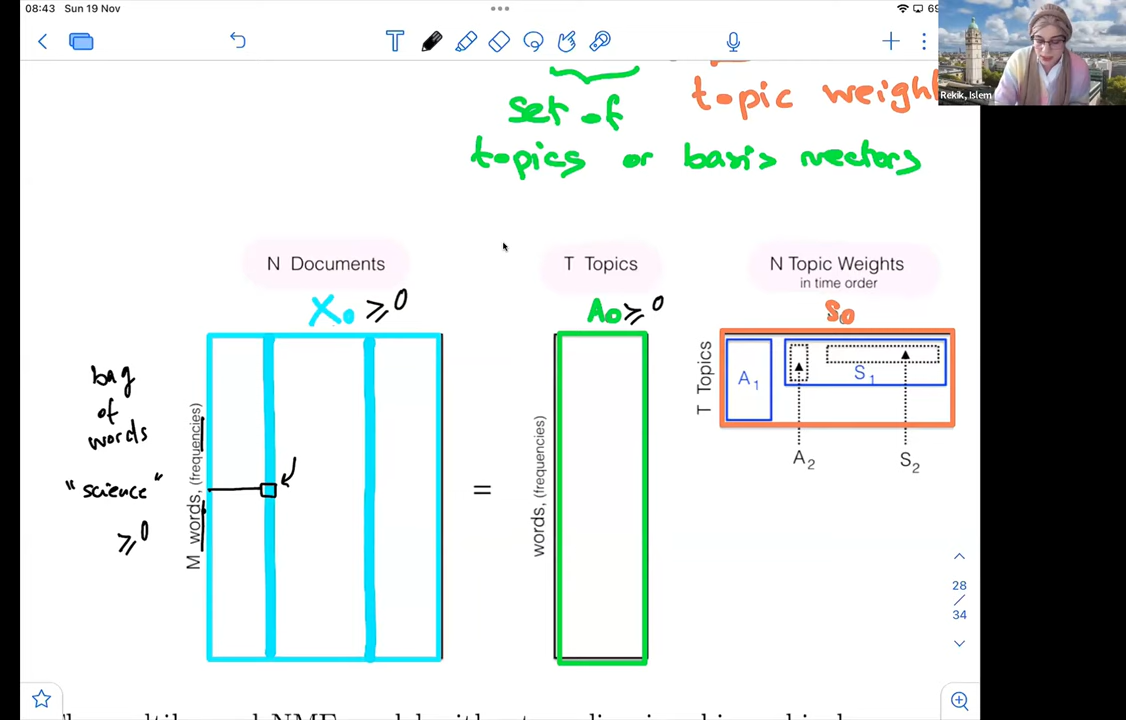 08:43 Sun 19 Nov
Rekik, Islem
set of
topic weigh
topics or basis vectors
N Documents
T Topics
N Topic Weights
in time order
X₀ ≥ 0
A₀ ≥ 0
S₀
bag
of
words
"science"
≥ 0
M words, (frequencies)
=
words, (frequencies)
T Topics
A₁
S₁
A₂
S₂
28
/
34